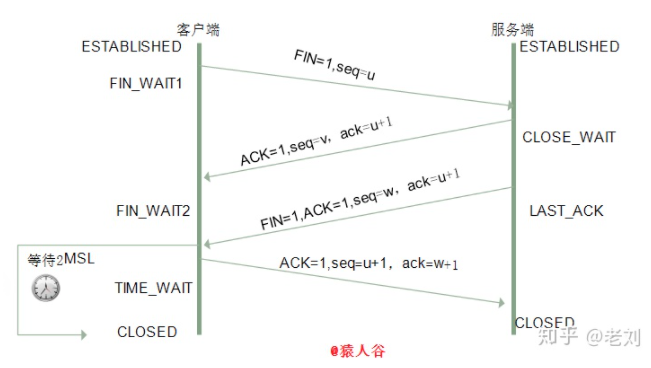 客户端
服务端
ESTABLISHED
ESTABLISHED
FIN=1,seq=u
FIN_WAIT1
ACK=1,seq=v，ack=u+1
CLOSE_WAIT
FIN=1,ACK=1,seq=w，ack=u+1
FIN_WAIT2
LAST_ACK
等待2MSL
ACK=1,seq=u+1，ack=w+1
TIME_WAIT
CLOSED
CLOSED
知乎 @老刘
@猿人谷